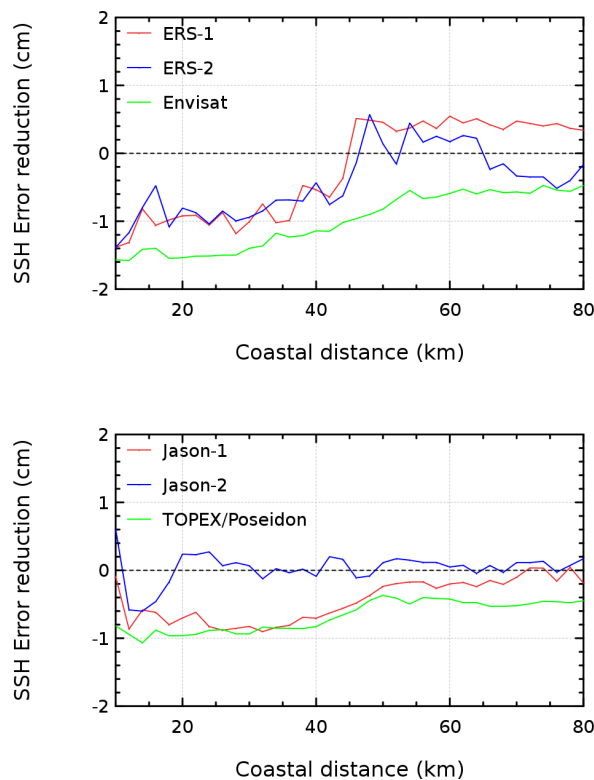 2
ERS-1
1
ERS-2
Envisat
0
-1
-2
20 40 60 80
SSH Error reduction (cm)
Coastal distance (km)
2
Jason-1
1
Jason-2
TOPEX/Poseidon
0
-1
-2
20 40 60 80
SSH Error reduction (cm)
Coastal distance (km)